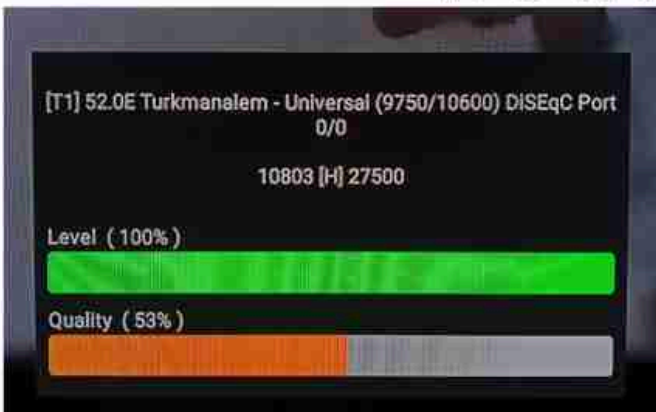 [T1] 52.0E Turkmanalem - Universal (9750/10600) DiSEqC Port
0/0
10803 [H] 27500
Level ( 100% )
Quality ( 53% )